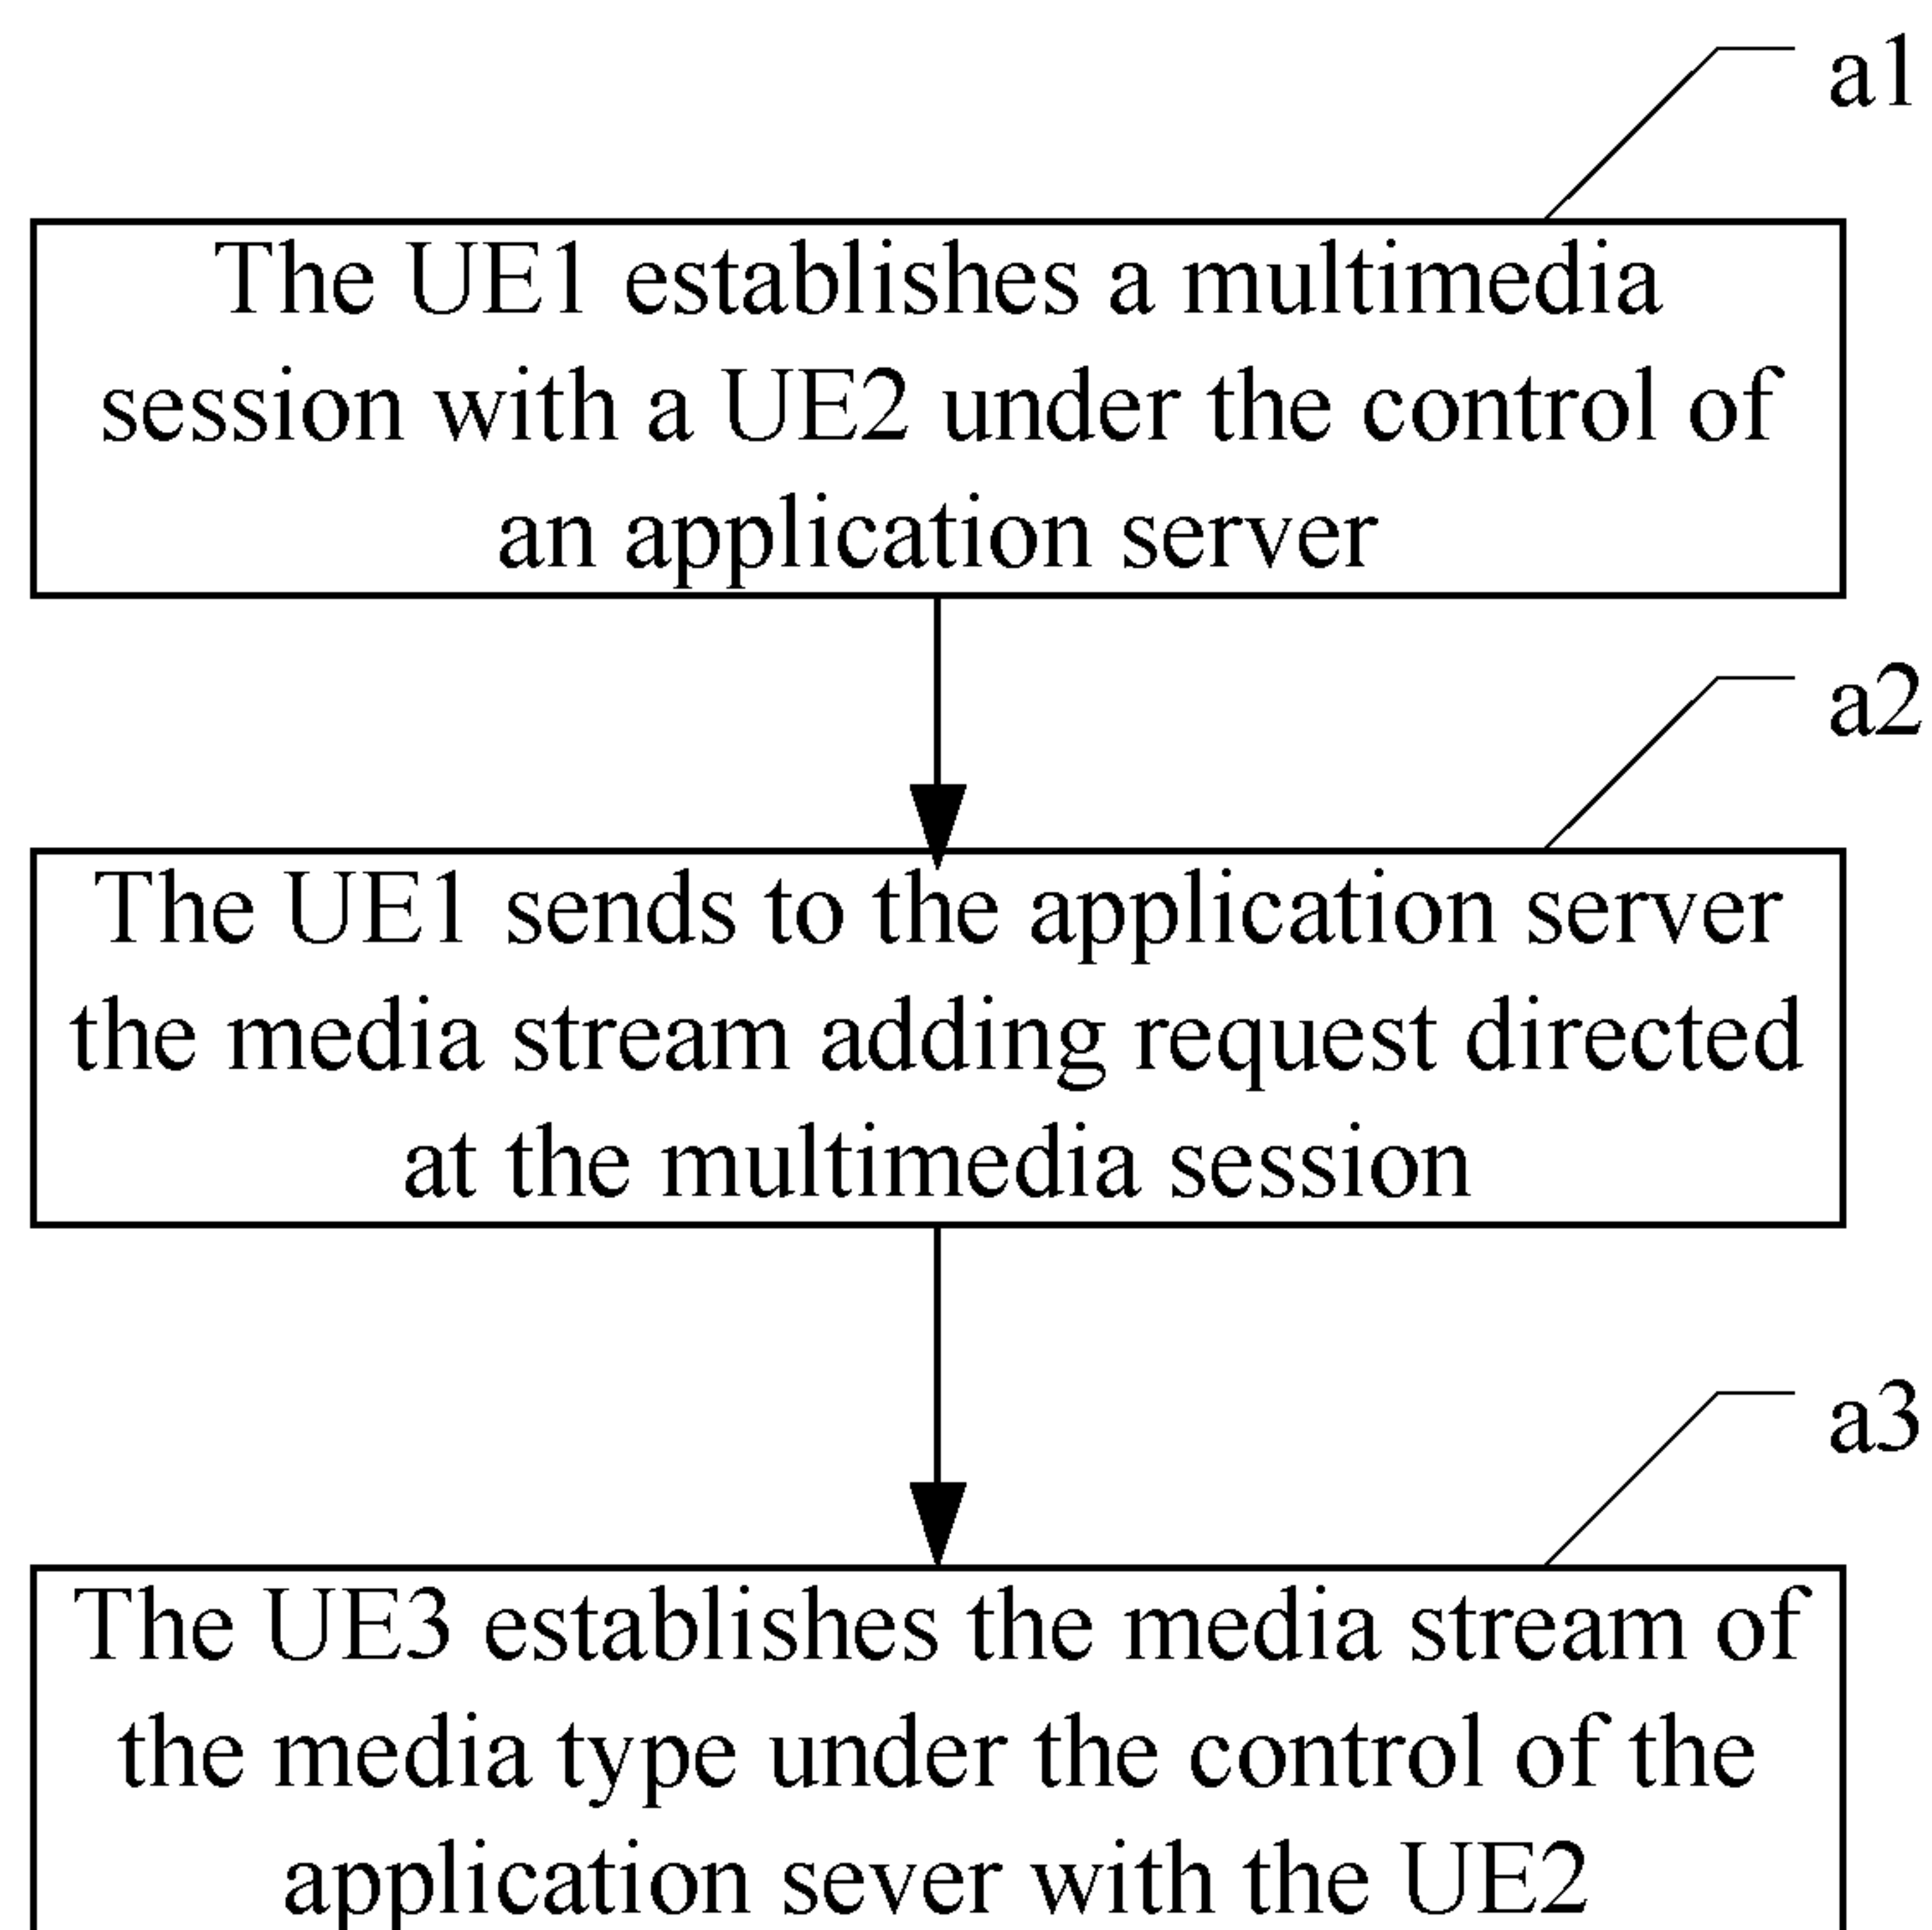 a1
The UE1 establishes a multimedia
session with a UE2 under the control of
an application server
a2
The UE1 sends to the application server
the media stream adding request directed
at the multimedia session
a3
The UE3 establishes the media stream of
the media type under the control of the
application sever with the UE2